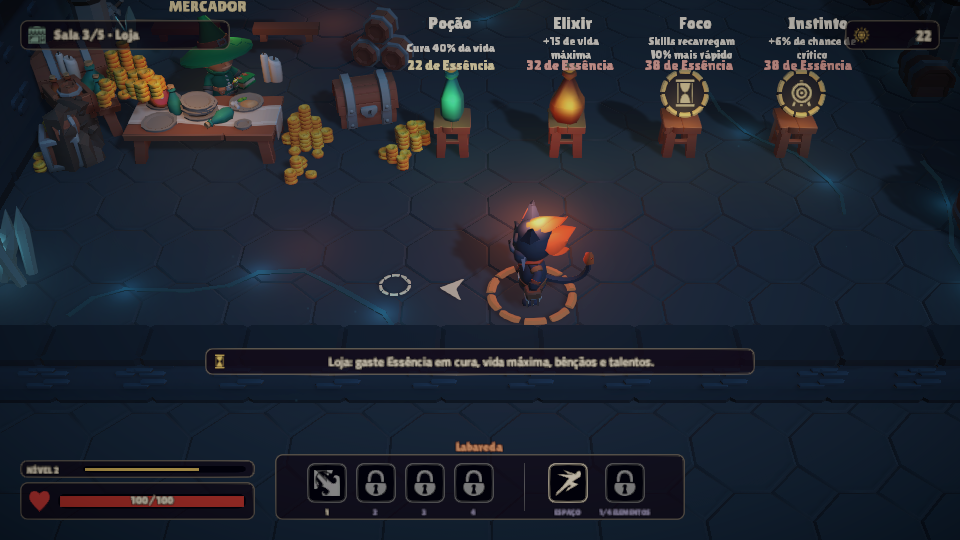 MERCADOR
Sala 3/5 - Loja
Poção
Cura 40% da vida
22 de Essência
Elixir
+15 de vida
máxima
32 de Essência
Foco
Skills recarregam
10% mais rápido
38 de Essência
Instinto
+6% de chance de
crítico
38 de Essência
22
Loja: gaste Essência em cura, vida máxima, bênçãos e talentos.
Labareda
NÍVEL 2
100/100
1
2
3
4
ESPAÇO
1/4 ELEMENTOS